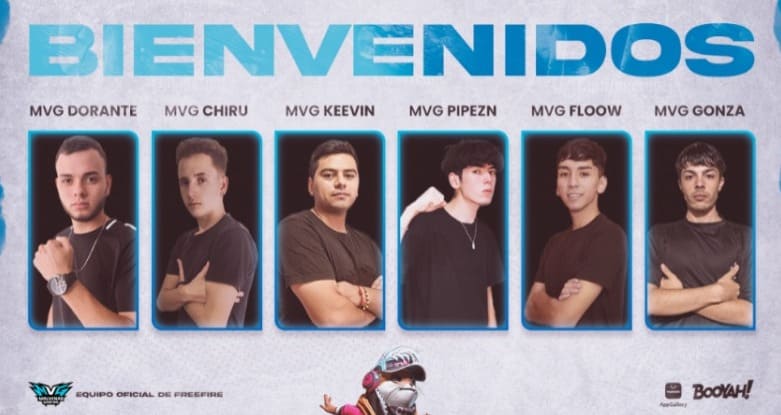 BIENVENIDOS
MVG DORANTE
MVG CHIRU
MVG KEEVIN
MVG PIPEZN
MVG FLOOW
MVG GONZA
MVG
EQUIPO OFICIAL DE FREEFIRE
AppGallery
BOOYAH!